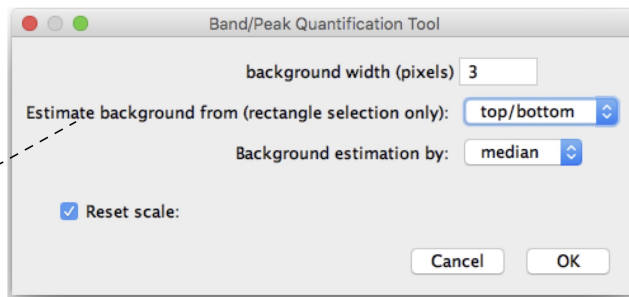 Band/Peak Quantification Tool
background width (pixels) 3
Estimate background from (rectangle selection only): top/bottom
Background estimation by: median
Reset scale:
Cancel OK